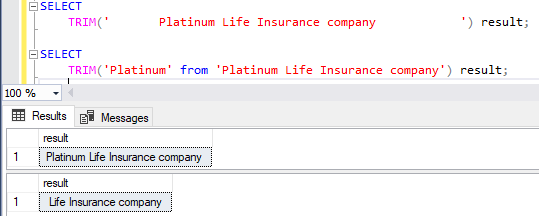 SELECT
TRIM('       Platinum Life Insurance company            ') result;
SELECT
TRIM('Platinum' from 'Platinum Life Insurance company') result;
100 %
Results Messages
result
1 Platinum Life Insurance company
result
1 Life Insurance company